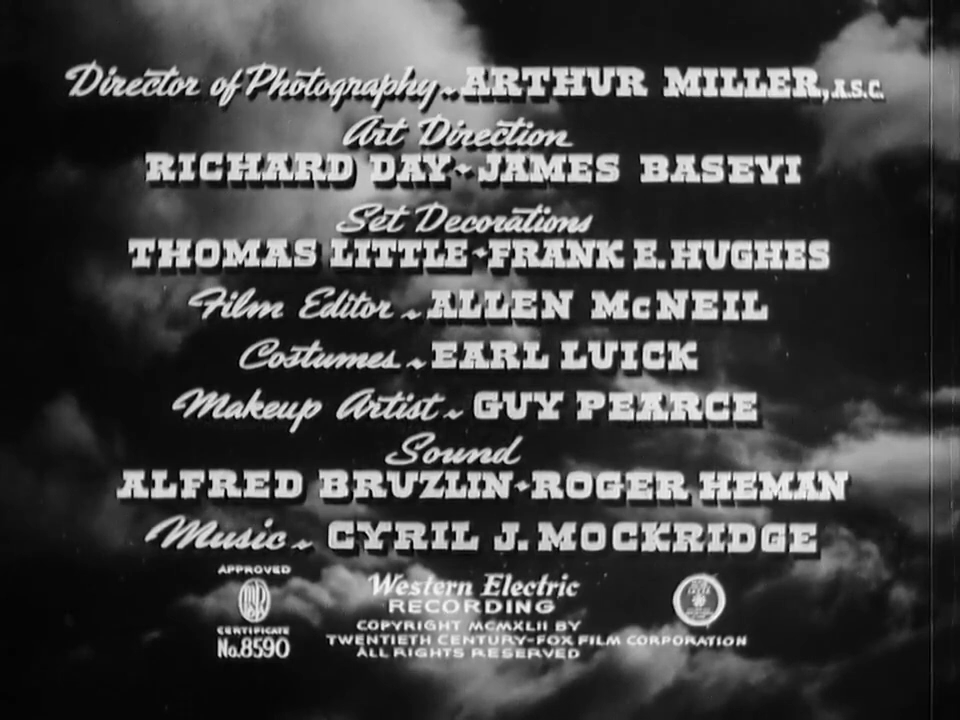 Director of Photography ~ ARTHUR MILLER, A.S.C.
Art Direction
RICHARD DAY ~ JAMES BASEVI
Set Decorations
THOMAS LITTLE ~ FRANK E. HUGHES
Film Editor ~ ALLEN McNEIL
Costumes ~ EARL LUICK
Makeup Artist ~ GUY PEARCE
Sound
ALFRED BRUZLIN ~ ROGER HEMAN
Music ~ CYRIL J. MOCKRIDGE
APPROVED
CERTIFICATE
No. 8590
Western Electric
RECORDING
COPYRIGHT MCMXLII BY
TWENTIETH CENTURY-FOX FILM CORPORATION
ALL RIGHTS RESERVED